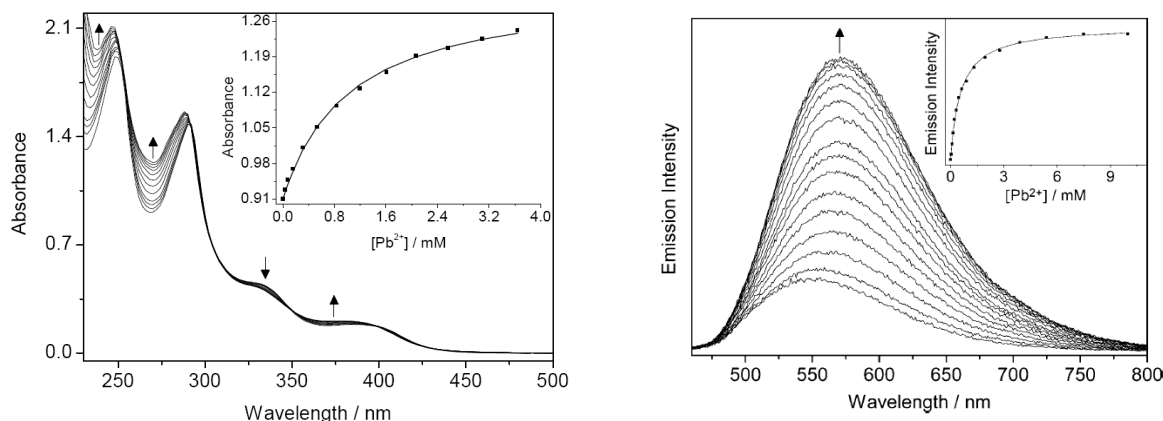 2.1
1.4
0.7
0.0
Absorbance
250 300 350 400 450 500
Wavelength / nm
1.26
1.19
1.12
1.05
0.98
0.91
Absorbance
0.0 0.8 1.6 2.4 3.2 4.0
[Pb2+] / mM
Emission Intensity
500 550 600 650 700 750 800
Wavelength / nm
Emission Intensity
0 3 6 9
[Pb2+] / mM